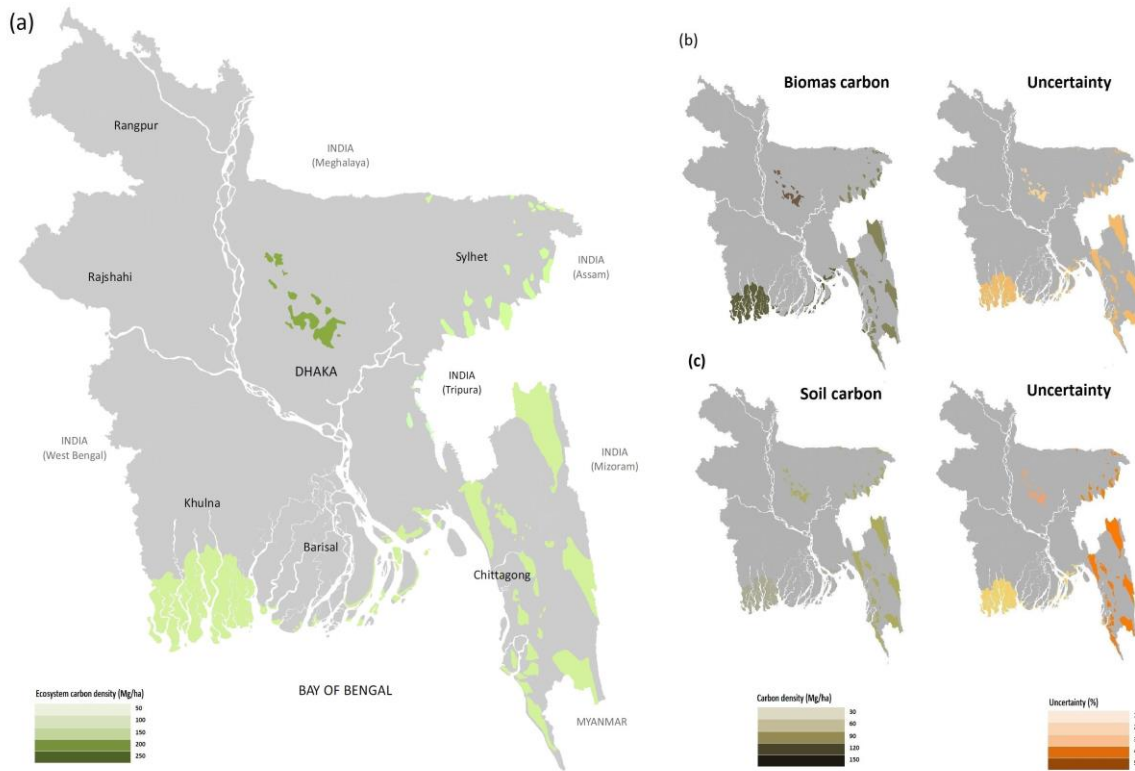 (a)
Rangpur
INDIA
(Meghalaya)
Rajshahi
Sylhet
INDIA
(Assam)
DHAKA
INDIA
(Tripura)
INDIA
(West Bengal)
INDIA
(Mizoram)
Khulna
Barisal
Chittagong
BAY OF BENGAL
MYANMAR
Ecosystem carbon density (Mg/ha)
50
100
150
200
250
(b)
Biomas carbon
Uncertainty
(c)
Soil carbon
Uncertainty
Carbon density (Mg/ha)
30
60
90
120
150
Uncertainty (%)